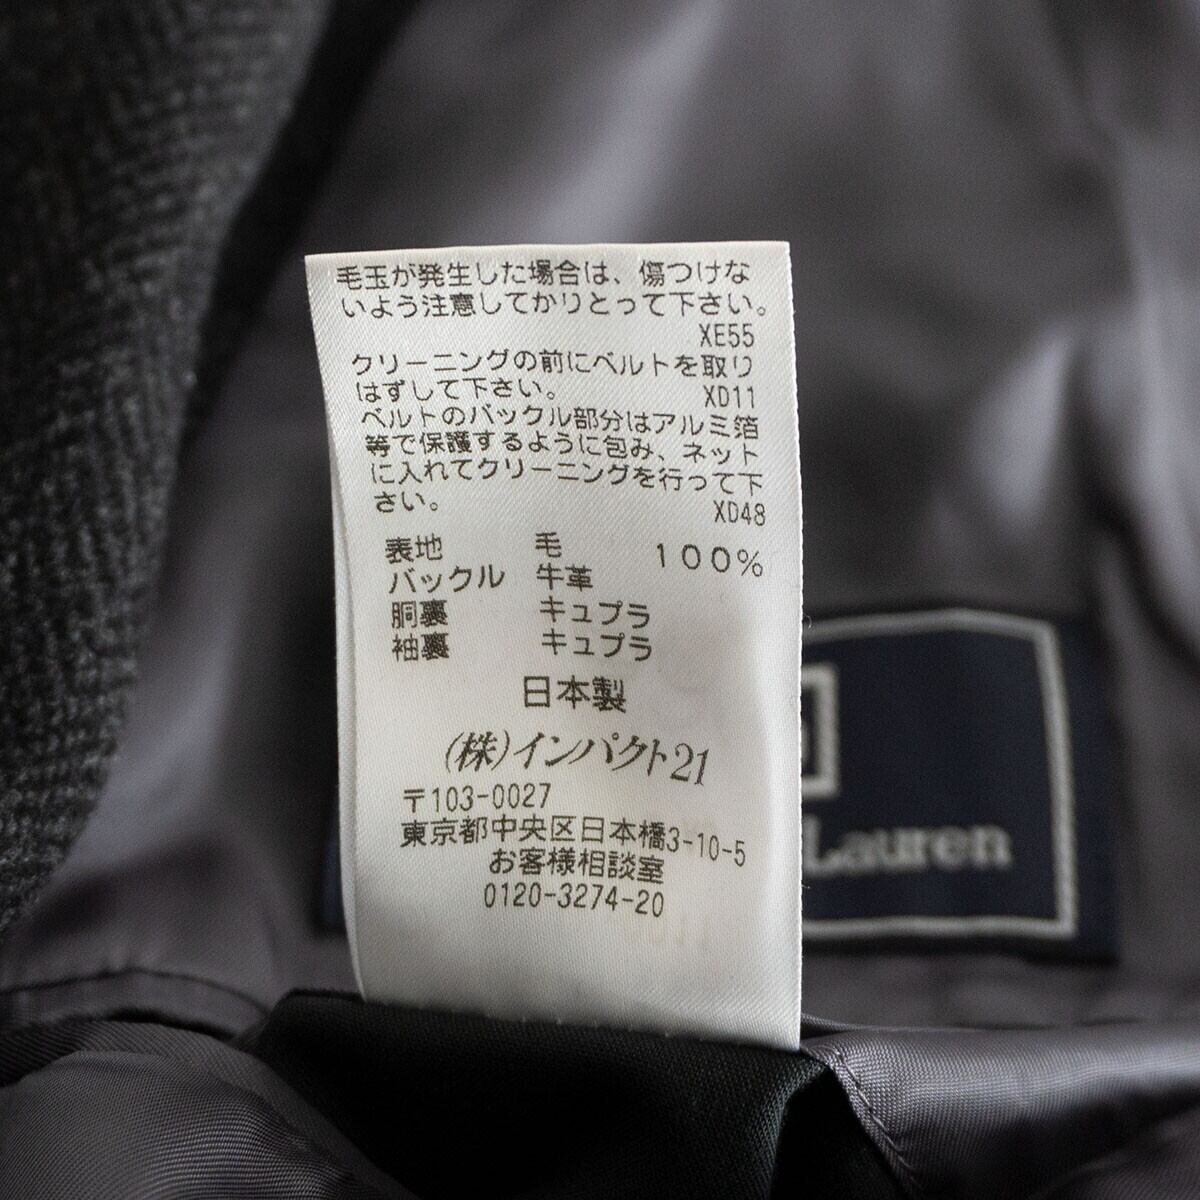 毛玉が発生した場合は、傷つけな
いよう注意してかりとって下さい。
XE55
クリーニングの前にベルトを取り
はずして下さい。 XD11
ベルトのバックル部分はアルミ箔
等で保護するように包み、ネット
に入れてクリーニングを行って下
さい。 XD48
表地 毛 100%
バックル 牛革
胴裏 キュプラ
袖裏 キュプラ
日本製
(株)インパクト21
〒103-0027
東京都中央区日本橋3-10-5
お客様相談室
0120-3274-20
Lauren